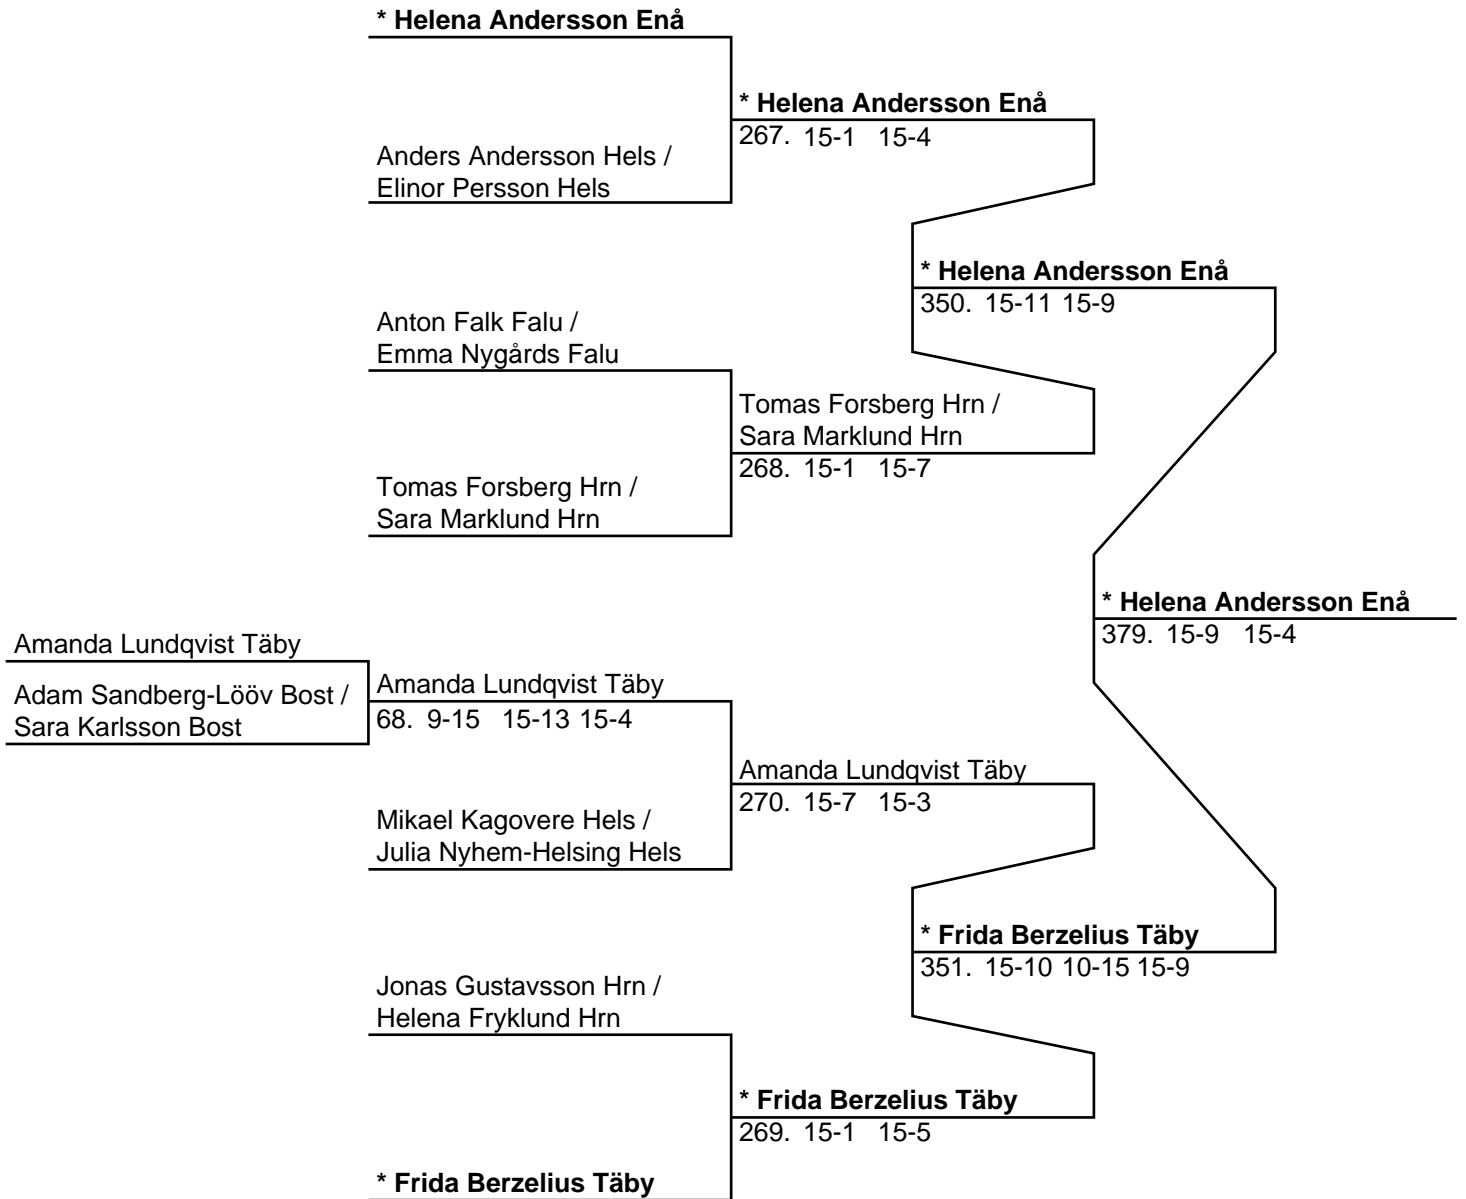 * Helena Andersson Enå
* Helena Andersson Enå
267. 15-1 15-4
Anders Andersson Hels /
Elinor Persson Hels
* Helena Andersson Enå
350. 15-11 15-9
Anton Falk Falu /
Emma Nygårds Falu
Tomas Forsberg Hrn /
Sara Marklund Hrn
268. 15-1 15-7
Tomas Forsberg Hrn /
Sara Marklund Hrn
* Helena Andersson Enå
379. 15-9 15-4
Amanda Lundqvist Täby
Adam Sandberg-Lööv Bost /
Sara Karlsson Bost
Amanda Lundqvist Täby
68. 9-15 15-13 15-4
Amanda Lundqvist Täby
270. 15-7 15-3
Mikael Kagovere Hels /
Julia Nyhem-Helsing Hels
* Frida Berzelius Täby
351. 15-10 10-15 15-9
Jonas Gustavsson Hrn /
Helena Fryklund Hrn
* Frida Berzelius Täby
269. 15-1 15-5
* Frida Berzelius Täby